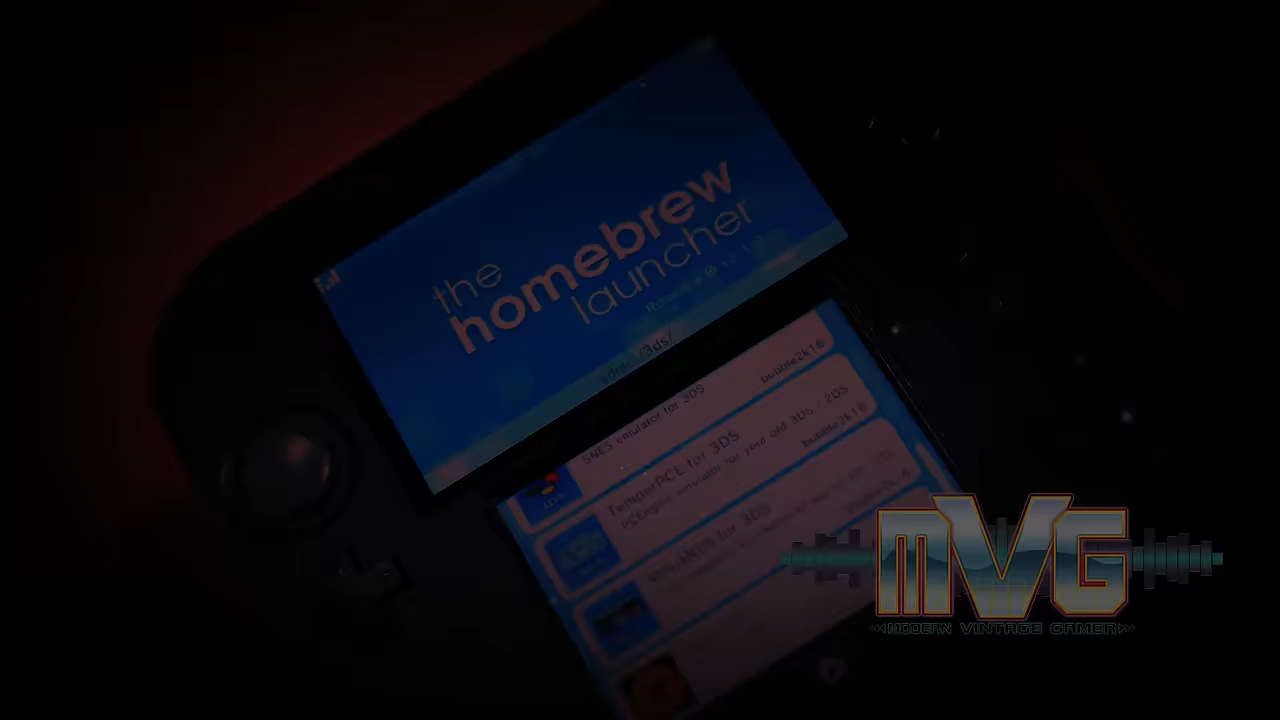 the
homebrew
launcher
sdmc:/3ds/
SNES emulator for 3DS
bubble2k16
TemperPCE for 3DS
PCEngine emulator for your old 3DS / 2DS
bubble2k16
for 3DS
MVG
MODERN VINTAGE GAMER